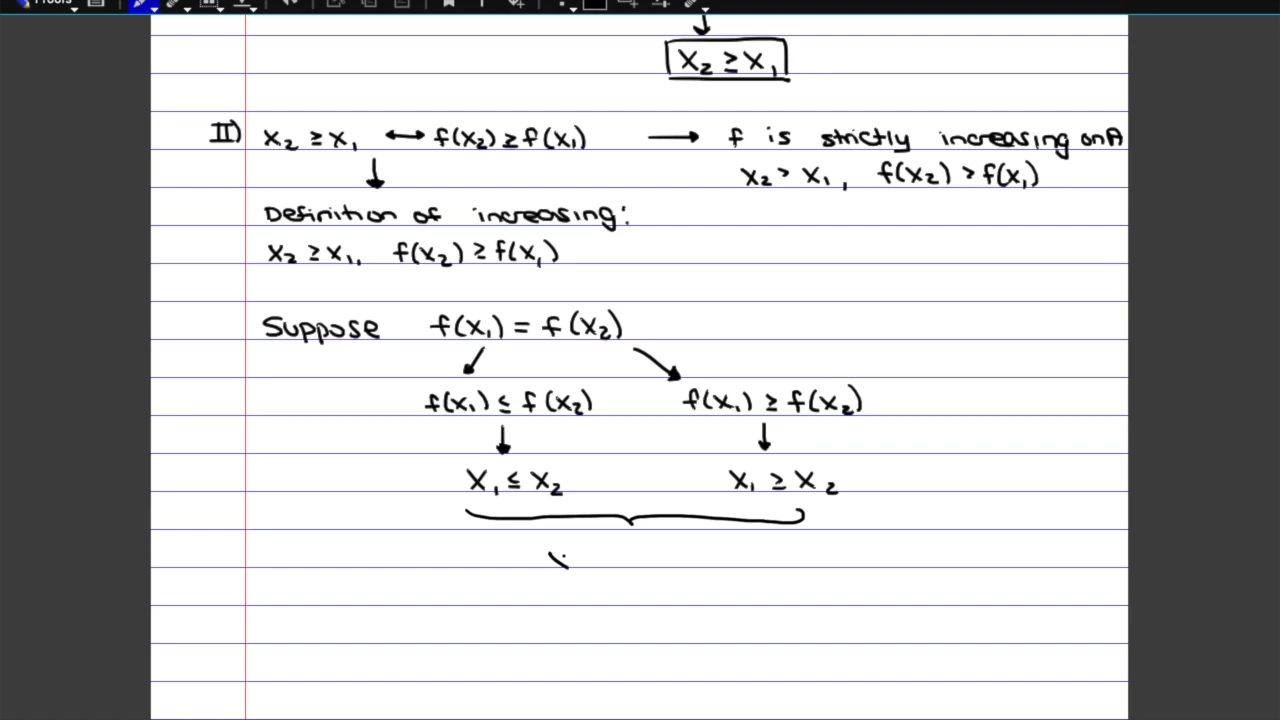 Proofs
X₂ ≥ X₁
II) X₂ ≥ X₁ ↔ f(X₂) ≥ f(X₁) → f is strictly increasing on A
X₂ > X₁, f(X₂) > f(X₁)
Definition of increasing:
X₂ ≥ X₁, f(X₂) ≥ f(X₁)
Suppose f(X₁) = f(X₂)
f(X₁) ≤ f(X₂) f(X₁) ≥ f(X₂)
X₁ ≤ X₂ X₁ ≥ X₂